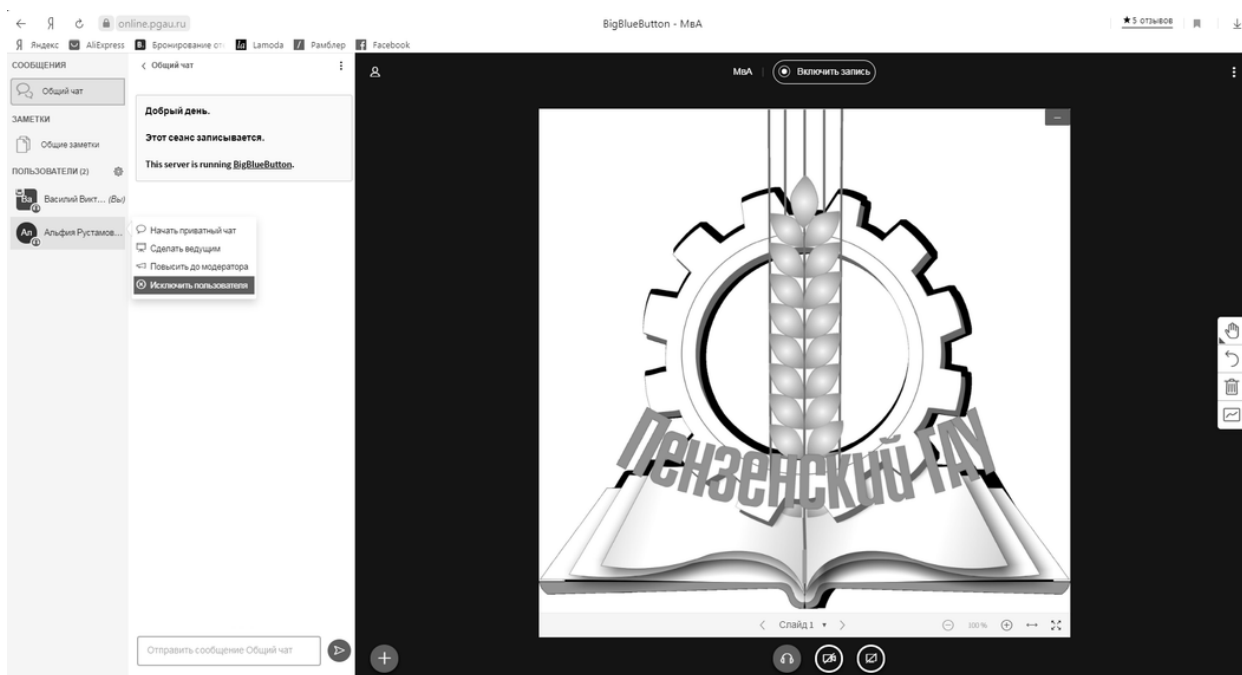 online.pgau.ru
BigBlueButton - МвА
★5 отзывов
Яндекс AliExpress Бронирование от Lamoda Рамблер Facebook
СООБЩЕНИЯ
Общий чат
ЗАМЕТКИ
Общие заметки
ПОЛЬЗОВАТЕЛИ (2)
Ва Василий Викт... (Вы)
Ал Альфия Рустамов...
Общий чат
Добрый день.
Этот сеанс записывается.
This server is running BigBlueButton.
Начать приватный чат
Сделать ведущим
Повысить до модератора
Исключить пользователя
Отправить сообщение Общий чат
МвА | Включить запись
Пензенский ГАУ
Слайд 1
100 %